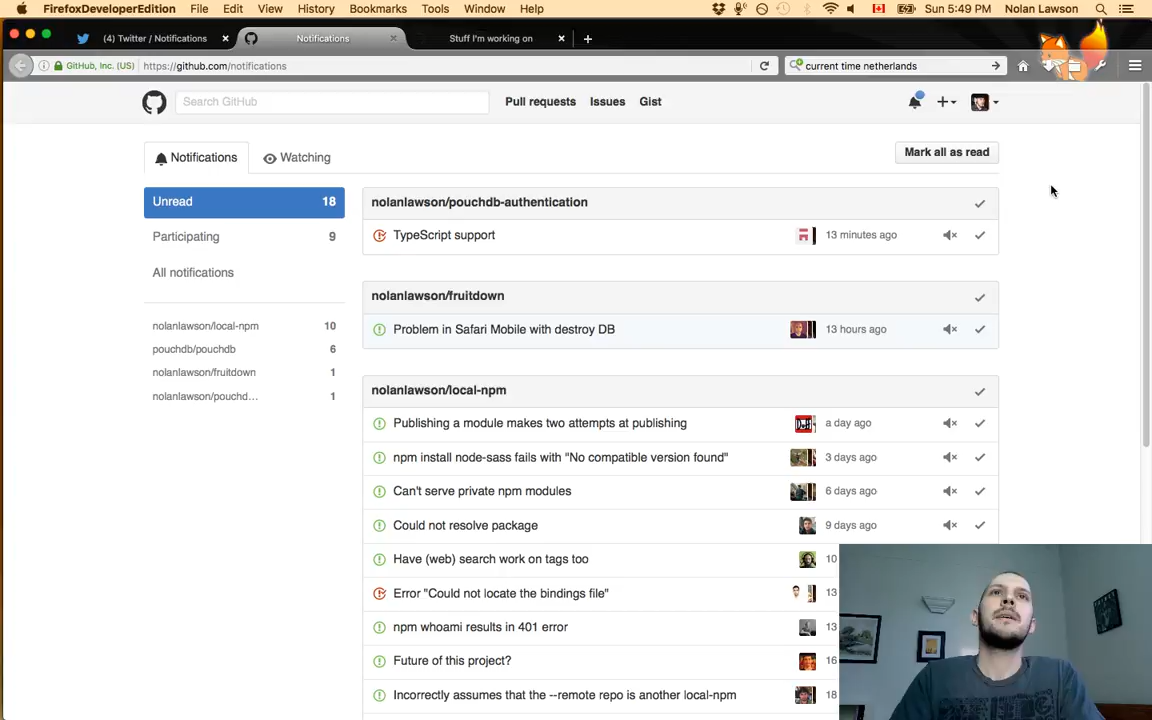 FirefoxDeveloperEdition File Edit View History Bookmarks Tools Window Help Sun 5:49 PM Nolan Lawson
(4) Twitter / Notifications Notifications Stuff I'm working on
GitHub, Inc. (US) https://github.com/notifications current time netherlands
Search GitHub Pull requests Issues Gist
Notifications Watching Mark all as read
Unread 18
Participating 9
All notifications
nolanlawson/local-npm 10
pouchdb/pouchdb 6
nolanlawson/fruitdown 1
nolanlawson/pouchd... 1
nolanlawson/pouchdb-authentication
TypeScript support 13 minutes ago
nolanlawson/fruitdown
Problem in Safari Mobile with destroy DB 13 hours ago
nolanlawson/local-npm
Publishing a module makes two attempts at publishing a day ago
npm install node-sass fails with "No compatible version found" 3 days ago
Can't serve private npm modules 6 days ago
Could not resolve package 9 days ago
Have (web) search work on tags too 10
Error "Could not locate the bindings file" 13
npm whoami results in 401 error 13
Future of this project? 16
Incorrectly assumes that the --remote repo is another local-npm 18